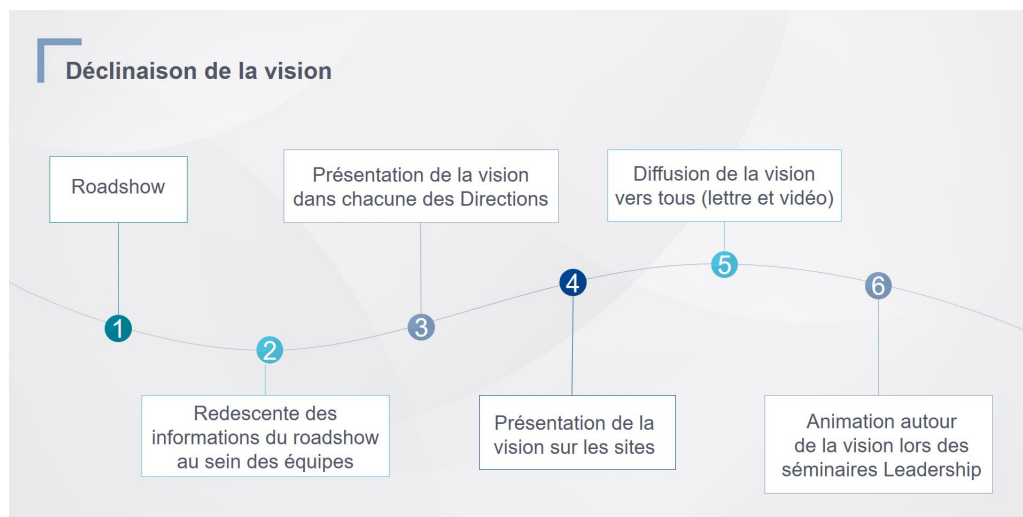 Déclinaison de la vision
Roadshow
1
Redescente des
informations du roadshow
au sein des équipes
2
Présentation de la vision
dans chacune des Directions
3
Présentation de la
vision sur les sites
4
Diffusion de la vision
vers tous (lettre et vidéo)
5
Animation autour
de la vision lors des
séminaires Leadership
6